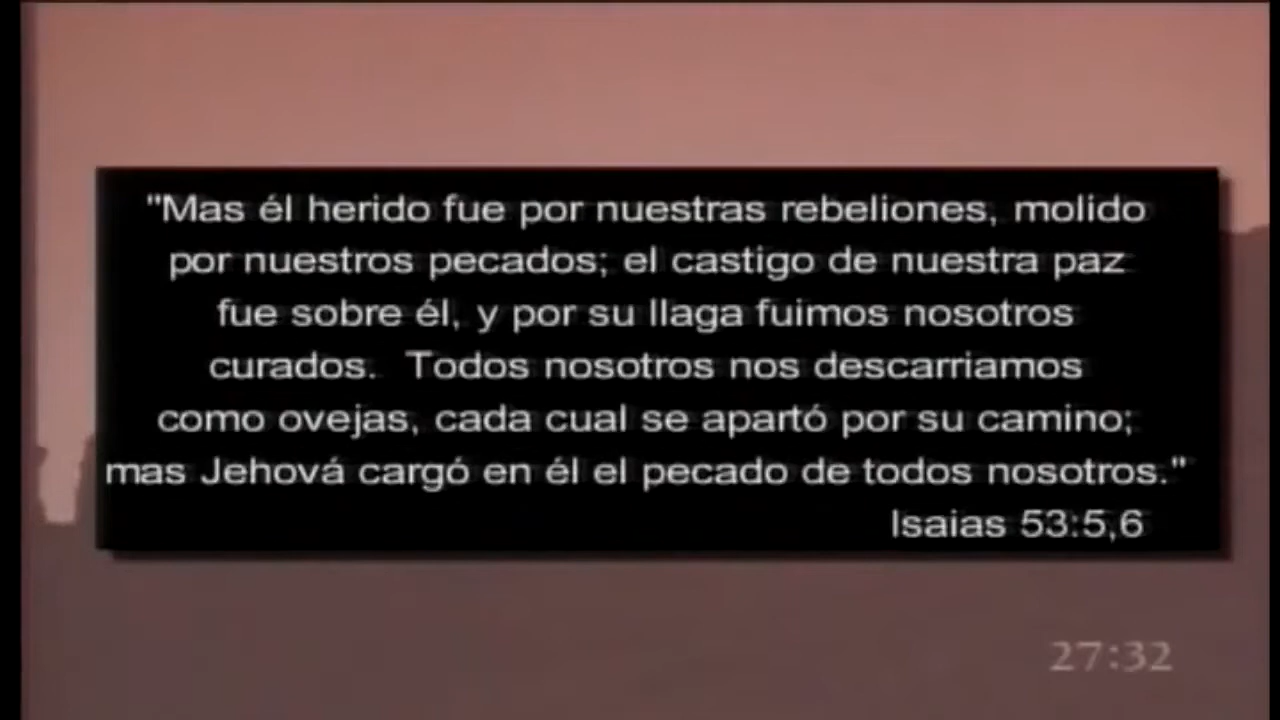 "Mas él herido fue por nuestras rebeliones, molido
por nuestros pecados; el castigo de nuestra paz
fue sobre él, y por su llaga fuimos nosotros
curados. Todos nosotros nos descarriamos
como ovejas, cada cual se apartó por su camino;
mas Jehová cargó en él el pecado de todos nosotros."
Isaias 53:5,6
27:32